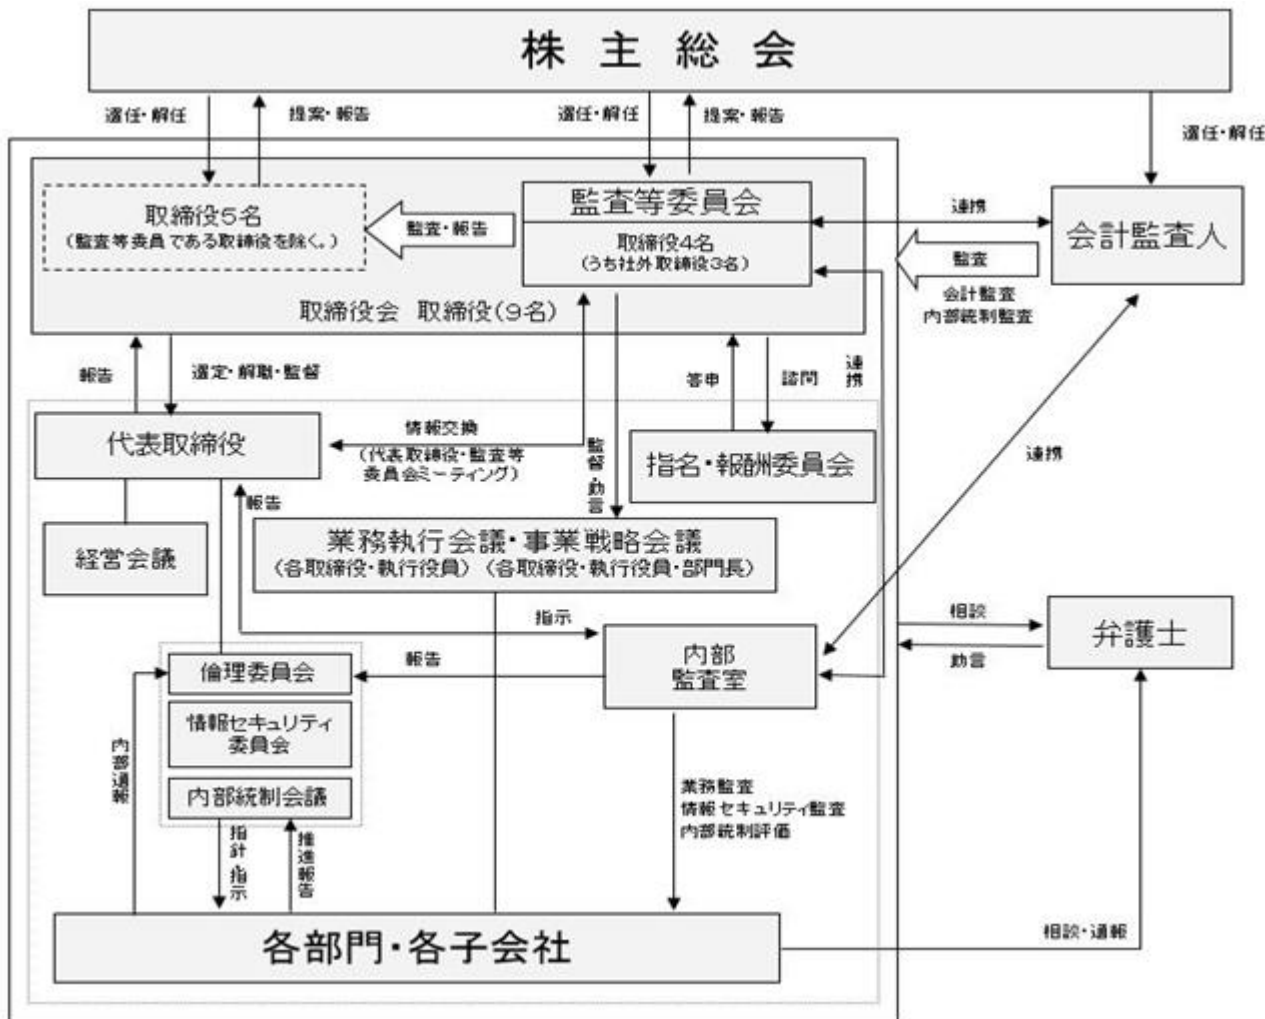 株主総会
選任・解任
提案・報告
選任・解任
提案・報告
選任・解任
取締役5名
(監査等委員である取締役を除く。)
監査・報告
監査等委員会
取締役4名
(うち社外取締役3名)
連携
会計監査人
監査
会計監査
内部統制監査
取締役会 取締役(9名)
報告
選定・解職・監督
答申
諮問
連携
代表取締役
情報交換
(代表取締役・監査等
委員会ミーティング)
監督・助言
指名・報酬委員会
連携
報告
経営会議
業務執行会議・事業戦略会議
(各取締役・執行役員) (各取締役・執行役員・部門長)
指示
相談
弁護士
助言
倫理委員会
報告
内部
監査室
情報セキュリティ
委員会
内部通報
内部統制会議
業務監査
情報セキュリティ監査
内部統制評価
指針・指示
推進報告
各部門・各子会社
相談・通報